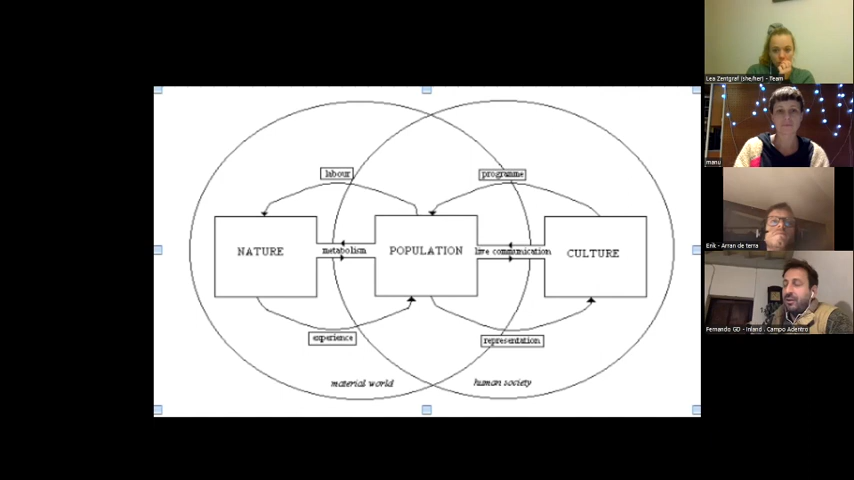 labour
programme
NATURE
metabolism
POPULATION
live communication
CULTURE
experience
representation
material world
human society
Lea Zentgraf (she/her) - Team
manu
Erik - Arran de terra
Fernando GD - Inland . Campo Adentro